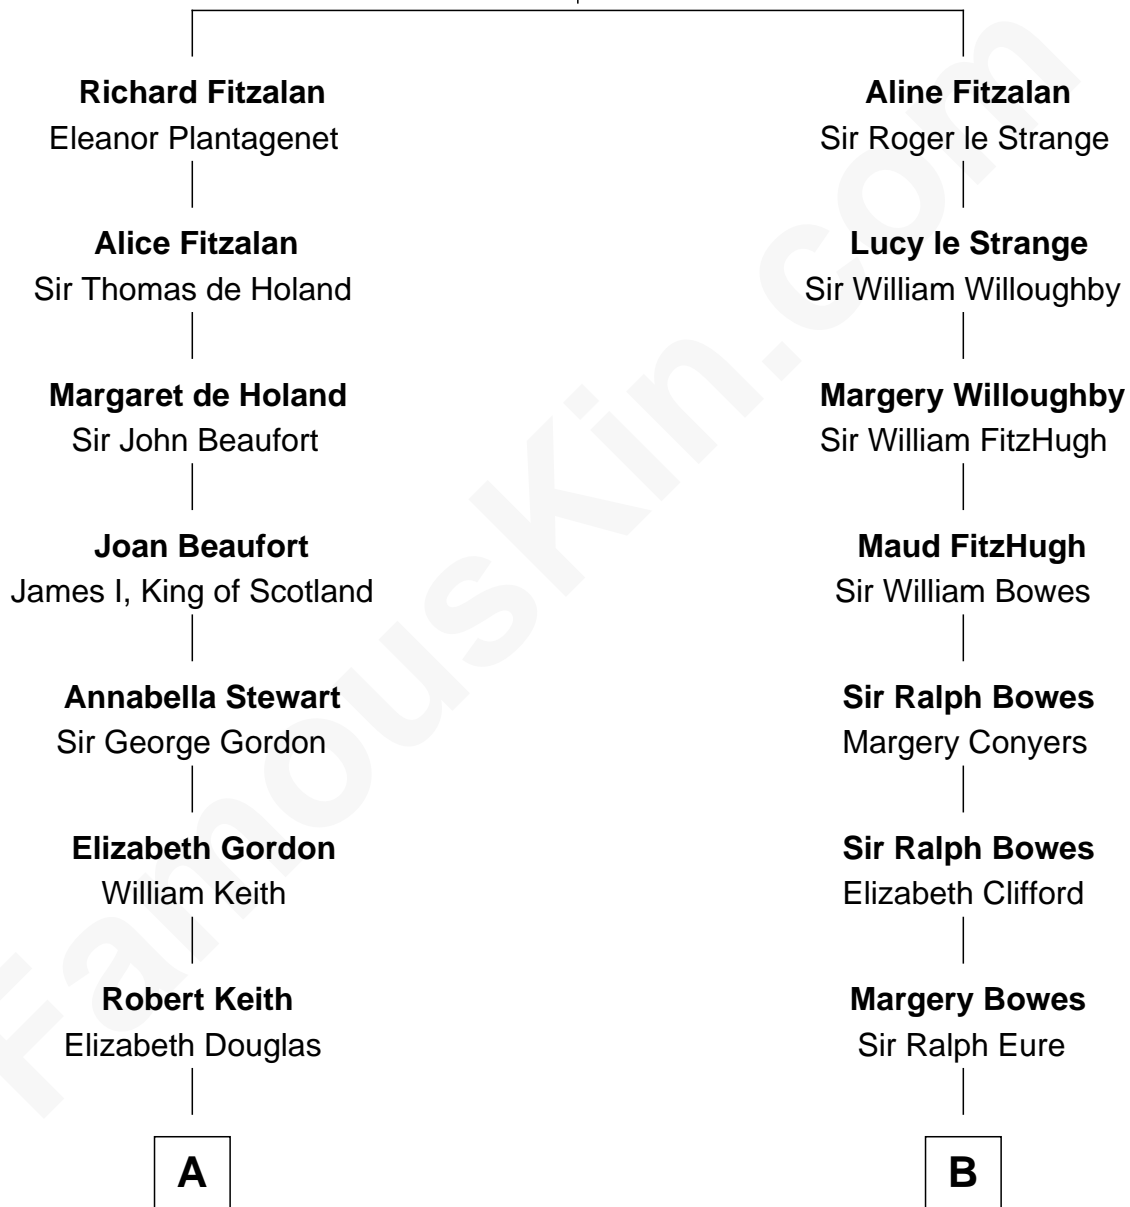 Richard Fitzalan
Eleanor Plantagenet
Alice Fitzalan
Sir Thomas de Holand
Margaret de Holand
Sir John Beaufort
Joan Beaufort
James I, King of Scotland
Annabella Stewart
Sir George Gordon
Elizabeth Gordon
William Keith
Robert Keith
Elizabeth Douglas
A
Aline Fitzalan
Sir Roger le Strange
Lucy le Strange
Sir William Willoughby
Margery Willoughby
Sir William FitzHugh
Maud FitzHugh
Sir William Bowes
Sir Ralph Bowes
Margery Conyers
Sir Ralph Bowes
Elizabeth Clifford
Margery Bowes
Sir Ralph Eure
B
FamousKin.com